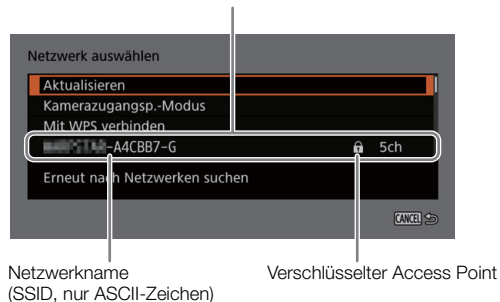 Netzwerk auswählen
Aktualisieren
Kamerazugangsp.-Modus
Mit WPS verbinden
-A4CBB7-G 5ch
Erneut nach Netzwerken suchen
CANCEL
Netzwerkname
(SSID, nur ASCII-Zeichen)
Verschlüsselter Access Point